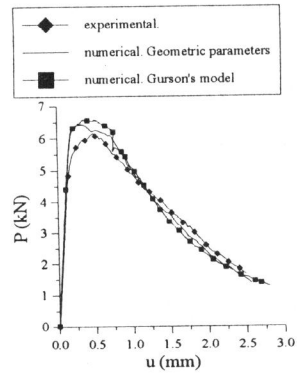 experimental.
numerical. Geometric parameters
numerical. Gurson's model
7
6
5
4
3
2
1
0
P (kN)
0.0 0.5 1.0 1.5 2.0 2.5 3.0
u (mm)